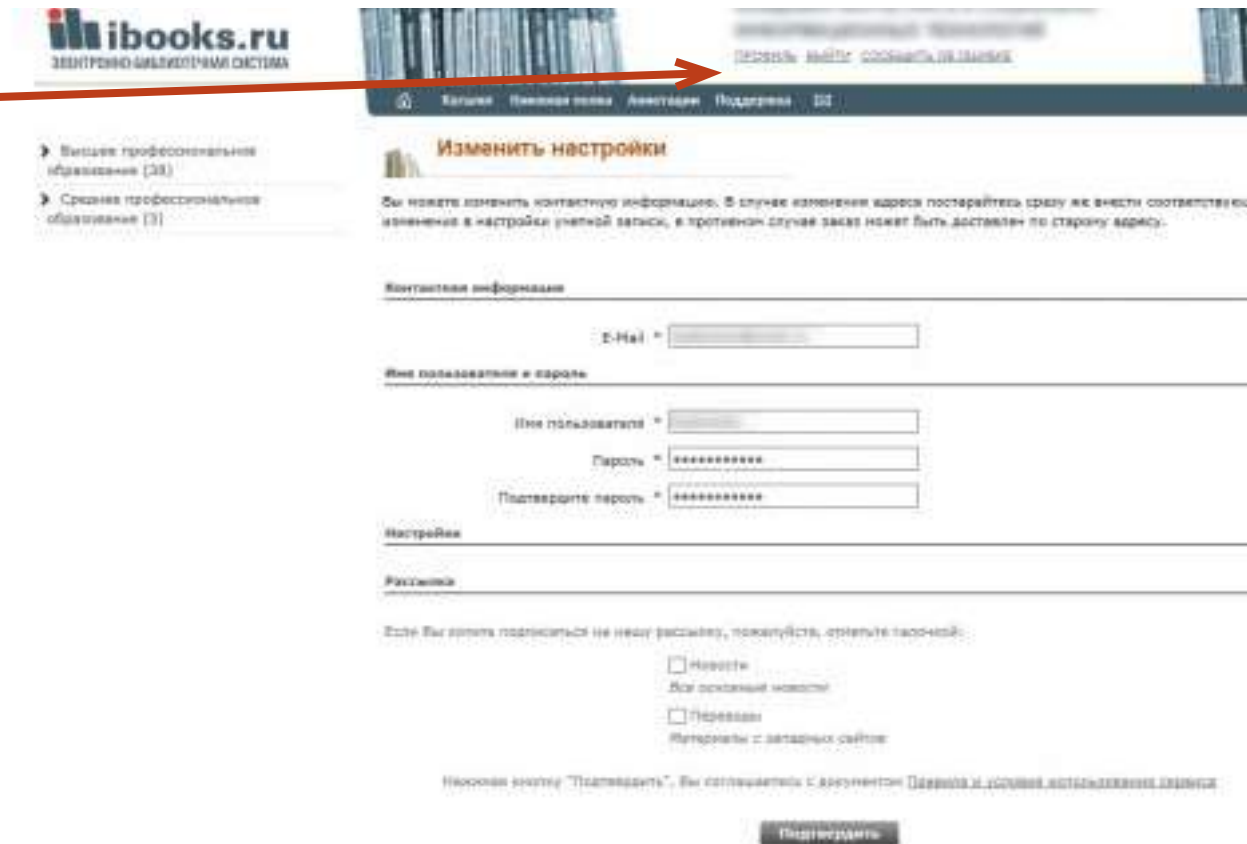 ibooks.ru
ЭЛЕКТРОННО-БИБЛИОТЕЧНАЯ СИСТЕМА
ПРОФИЛЬ ВЫЙТИ СООБЩИТЬ ОБ ОШИБКЕ
Каталог Книжная полка Аннотации Поддержка
Высшее профессиональное
образование (38)
Среднее профессиональное
образование (3)
Изменить настройки
Вы можете изменить контактную информацию. В случае изменения адреса постарайтесь сразу же внести соответствующ
изменения в настройки учетной записи, в противном случае заказ может быть доставлен по старому адресу.
Контактная информация
E-Mail *
Имя пользователя и пароль
Имя пользователя *
Пароль *
Подтвердите пароль *
Настройки
Рассылка
Если Вы хотите подписаться на нашу рассылку, пожалуйста, отметьте галочкой:
Новости
Все основные новости
Переводы
Материалы с западных сайтов
Нажимая кнопку "Подтвердить", Вы соглашаетесь с документом Правила и условия использования сервиса
Подтвердить